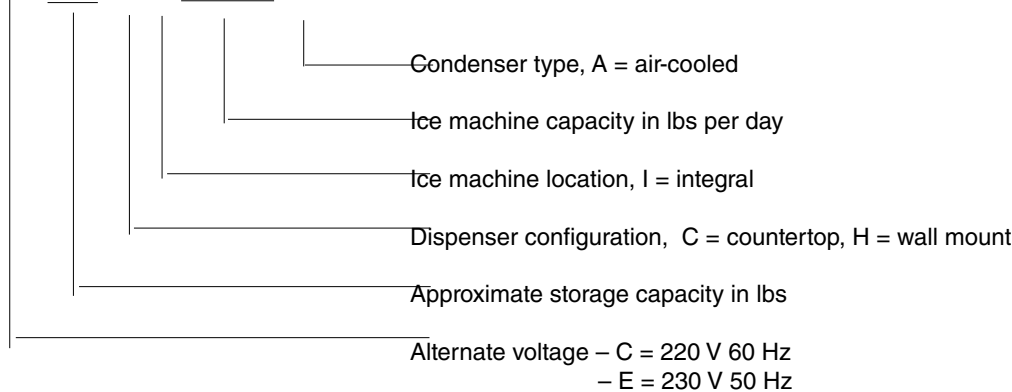 Condenser type, A = air-cooled
Ice machine capacity in lbs per day
Ice machine location, I = integral
Dispenser configuration,  C = countertop, H = wall mount
Approximate storage capacity in lbs
Alternate voltage – C = 220 V 60 Hz
– E = 230 V 50 Hz